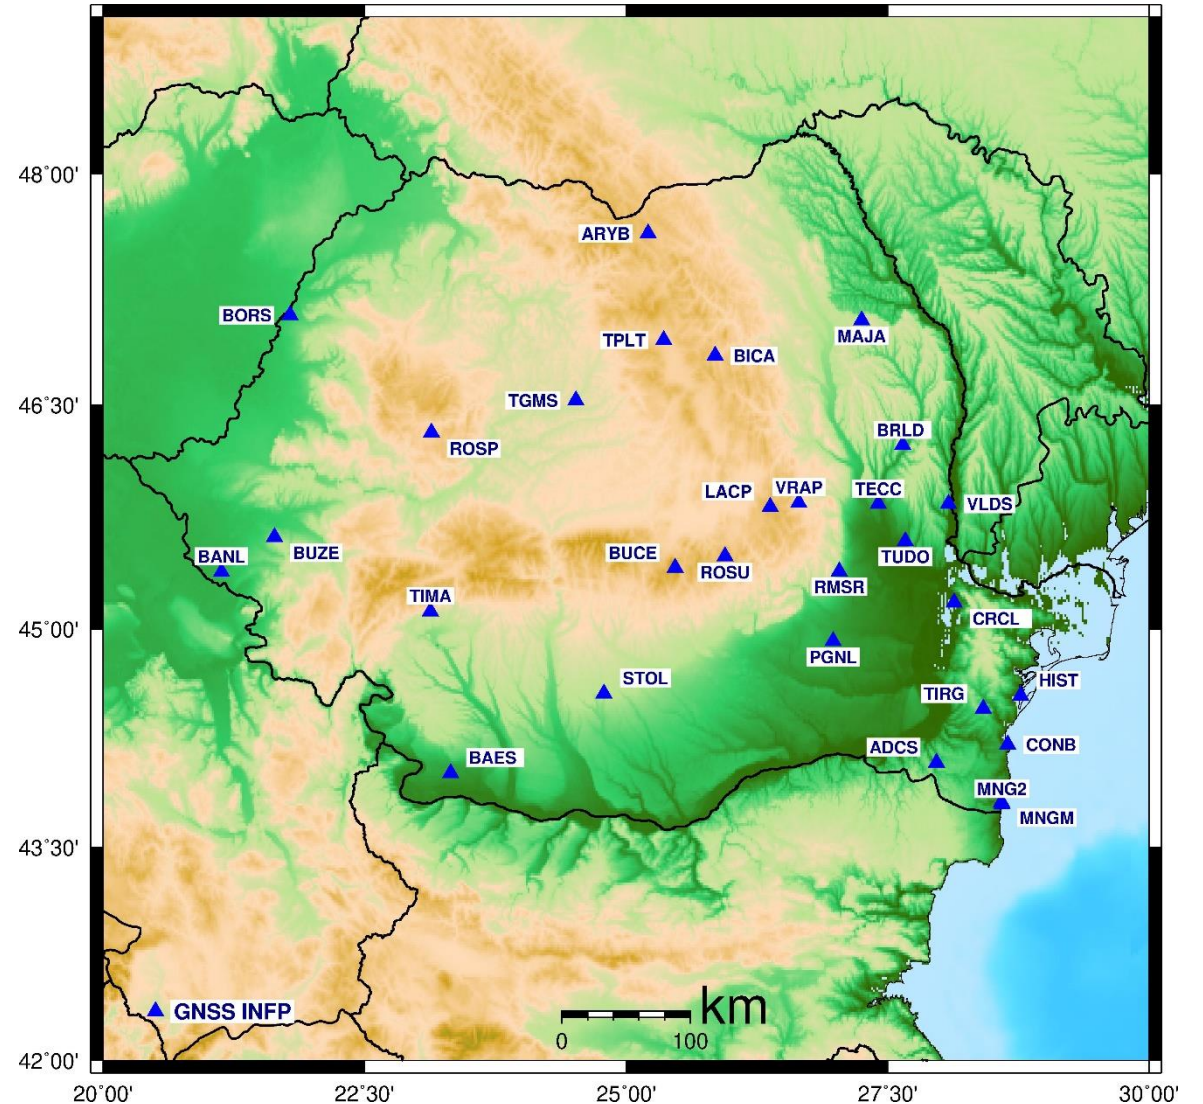 48°00'
ARYB
BORS
TPLT
BICA
MAJA
46°30'
TGMS
BRLD
ROSP
LACP
VRAP
TECC
VLDS
BANL
BUZE
BUCE
ROSU
TUDO
RMSR
TIMA
CRCL
45°00'
PGNL
STOL
TIRG
HIST
ADCS
CONB
BAES
MNG2
MNGM
43°30'
GNSS INFP
km
0 100
42°00'
20°00' 22°30' 25°00' 27°30' 30°00'